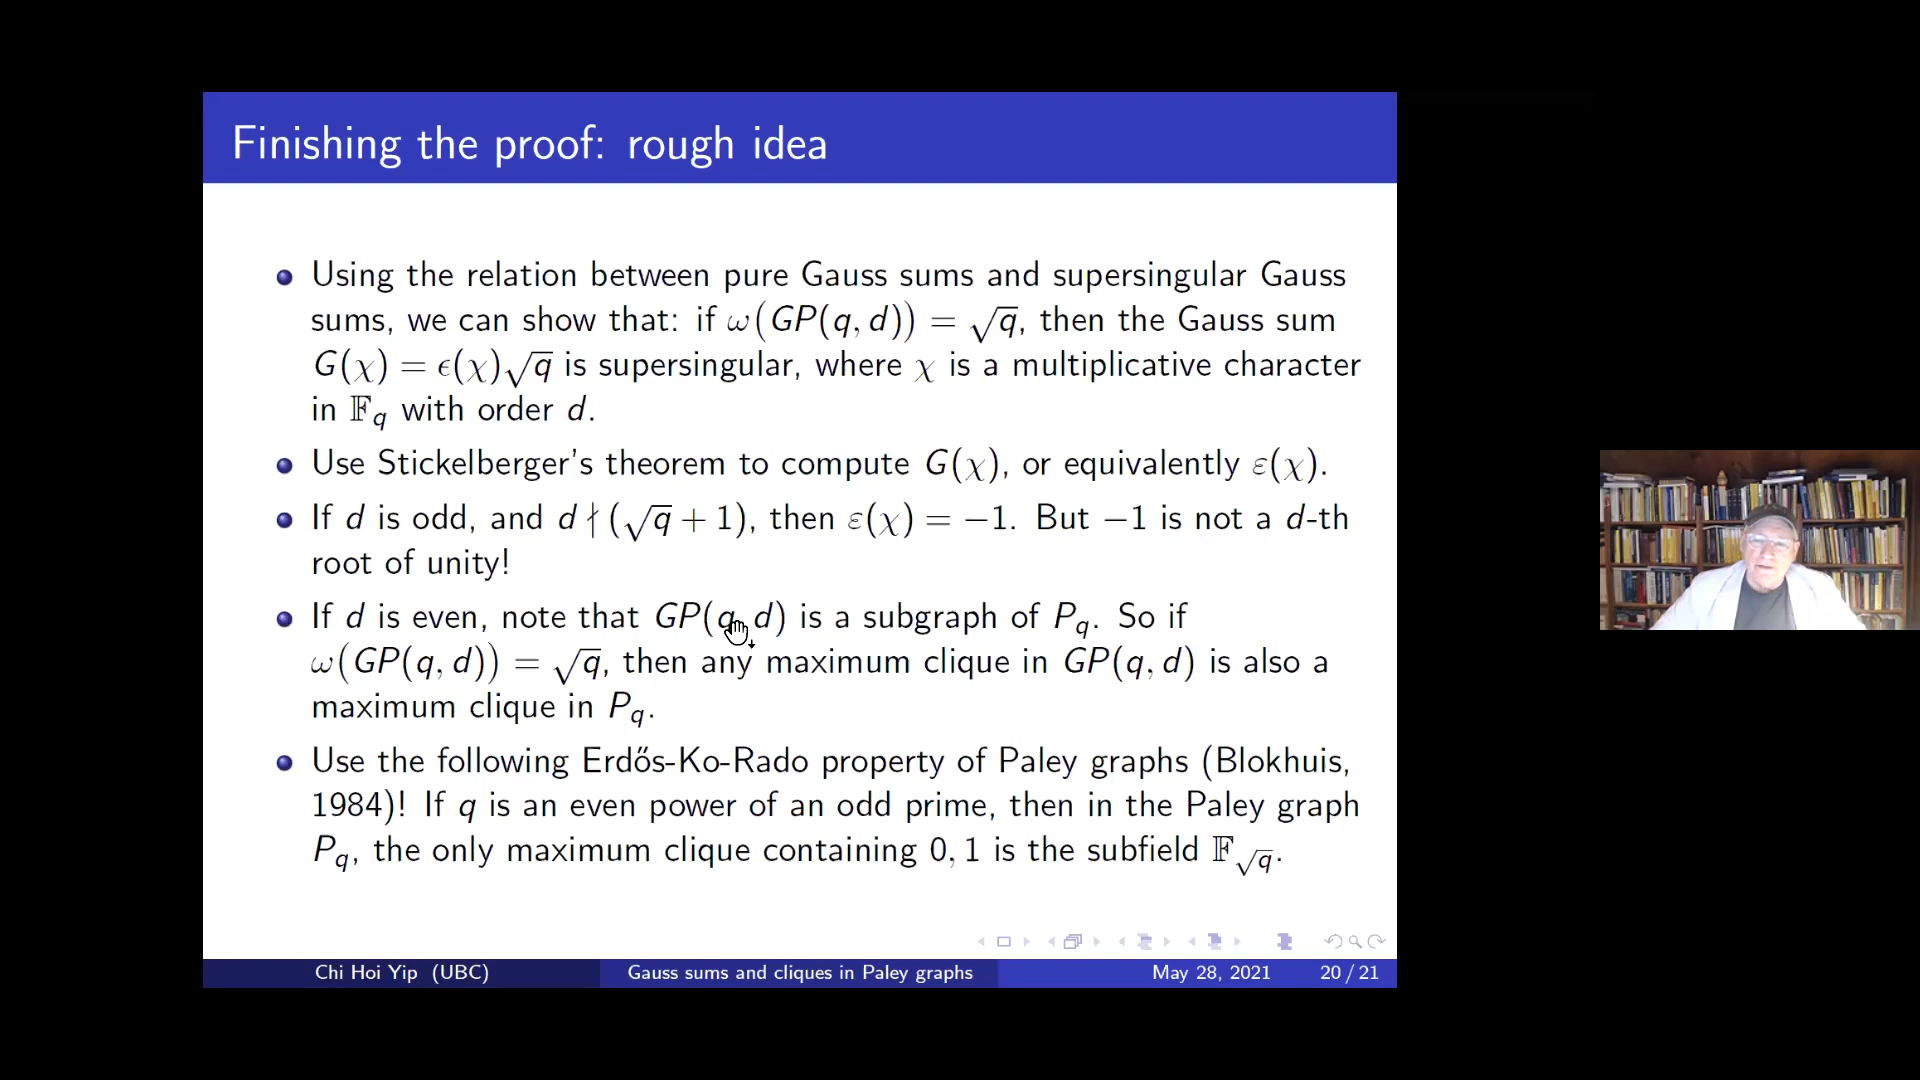 Finishing the proof: rough idea
Using the relation between pure Gauss sums and supersingular Gauss
sums, we can show that: if ω(GP(q, d)) = √q, then the Gauss sum
G(χ) = ϵ(χ)√q is supersingular, where χ is a multiplicative character
in 𝔽_q with order d.
Use Stickelberger's theorem to compute G(χ), or equivalently ε(χ).
If d is odd, and d ∤ (√q + 1), then ε(χ) = −1. But −1 is not a d-th
root of unity!
If d is even, note that GP(q, d) is a subgraph of P_q. So if
ω(GP(q, d)) = √q, then any maximum clique in GP(q, d) is also a
maximum clique in P_q.
Use the following Erdős-Ko-Rado property of Paley graphs (Blokhuis,
1984)! If q is an even power of an odd prime, then in the Paley graph
P_q, the only maximum clique containing 0, 1 is the subfield 𝔽_√q.
Chi Hoi Yip (UBC) Gauss sums and cliques in Paley graphs May 28, 2021 20 / 21